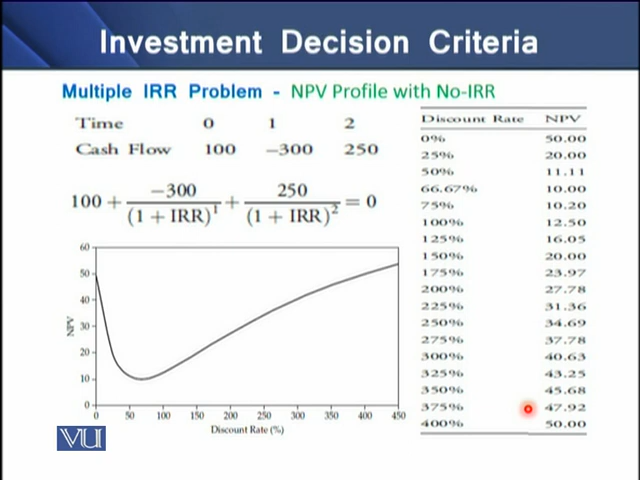 Investment Decision Criteria
Multiple IRR Problem - NPV Profile with No-IRR
Time 0 1 2
Cash Flow 100 −300 250
100 + −300 / (1 + IRR)^1 + 250 / (1 + IRR)^2 = 0
NPV
60
50
40
30
20
10
0
0 50 100 150 200 250 300 350 400 450
Discount Rate (%)
VU
Discount Rate NPV
0% 50.00
25% 20.00
50% 11.11
66.67% 10.00
75% 10.20
100% 12.50
125% 16.05
150% 20.00
175% 23.97
200% 27.78
225% 31.36
250% 34.69
275% 37.78
300% 40.63
325% 43.25
350% 45.68
375% 47.92
400% 50.00